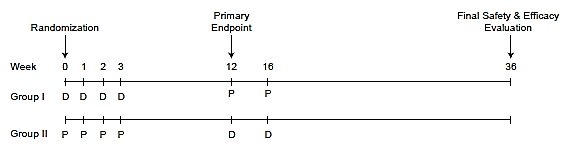 Primary
Endpoint
Final Safety & Efficacy
Evaluation
Randomization
Week 0 1 2 3 12 16 36
Group I D D D D P P
Group II P P P P D D